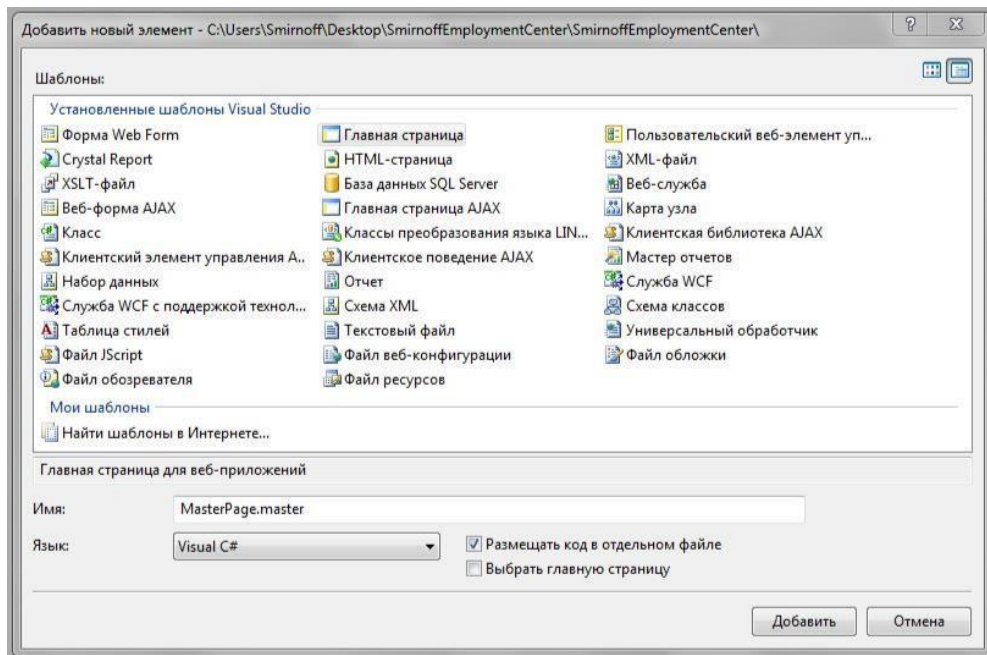 Добавить новый элемент - C:\Users\Smirnoff\Desktop\SmirnoffEmploymentCenter\SmirnoffEmploymentCenter\
Шаблоны:
Установленные шаблоны Visual Studio
Форма Web Form
Главная страница
Пользовательский веб-элемент уп...
Crystal Report
HTML-страница
XML-файл
XSLT-файл
База данных SQL Server
Веб-служба
Веб-форма AJAX
Главная страница AJAX
Карта узла
Класс
Классы преобразования языка LIN...
Клиентская библиотека AJAX
Клиентский элемент управления A...
Клиентское поведение AJAX
Мастер отчетов
Набор данных
Отчет
Служба WCF
Служба WCF с поддержкой технол...
Схема XML
Схема классов
Таблица стилей
Текстовый файл
Универсальный обработчик
Файл JScript
Файл веб-конфигурации
Файл обложки
Файл обозревателя
Файл ресурсов
Мои шаблоны
Найти шаблоны в Интернете...
Главная страница для веб-приложений
Имя:
MasterPage.master
Язык:
Visual C#
Размещать код в отдельном файле
Выбрать главную страницу
Добавить
Отмена